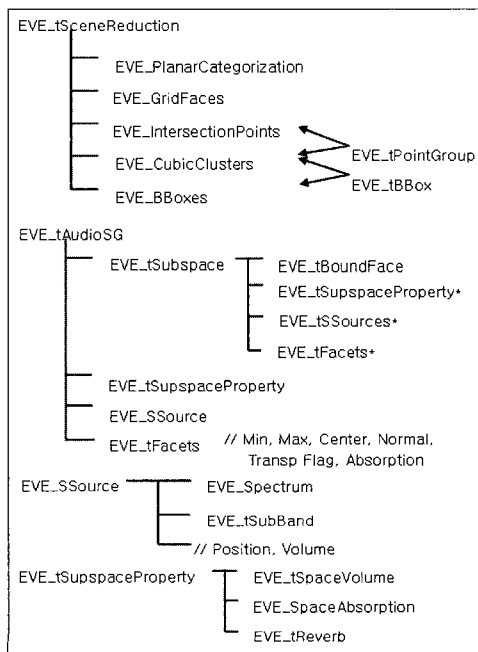 EVE_tSceneReduction
EVE_PlanarCategorization
EVE_GridFaces
EVE_IntersectionPoints
EVE_tPointGroup
EVE_CubicClusters
EVE_tBBox
EVE_BBoxes
EVE_tAudioSG
EVE_tSubspace
EVE_tBoundFace
EVE_tSupspaceProperty*
EVE_tSSources*
EVE_tFacets*
EVE_tSupspaceProperty
EVE_SSource
EVE_tFacets // Min, Max, Center, Normal,
Transp Flag, Absorption
EVE_SSource
EVE_Spectrum
EVE_tSubBand
// Position, Volume
EVE_tSupspaceProperty
EVE_tSpaceVolume
EVE_SpaceAbsorption
EVE_tReverb